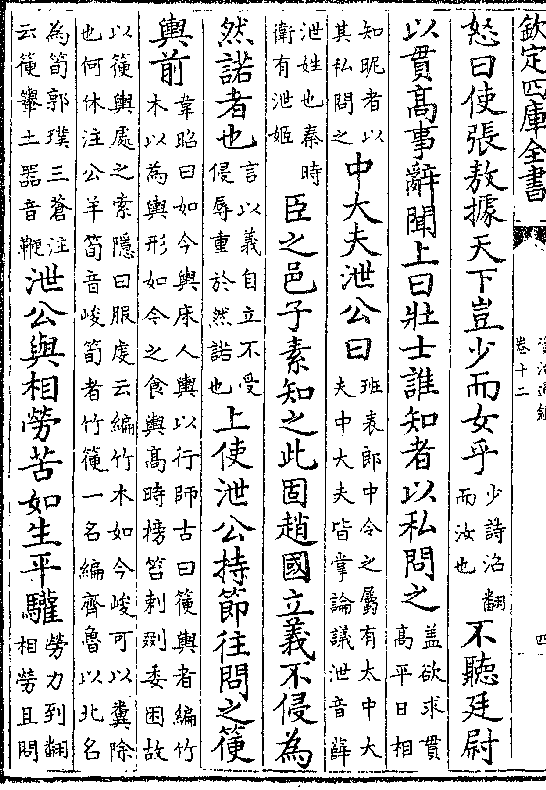 欽定四庫全書 卷十二 四
怒曰使張敖據天下豈少而女乎少詩沼翻而汝也不聽廷尉
以貫高事辭聞上曰壯士誰知者以私問之盖欲求貫高平日相
知昵者以其私問之中大夫泄公曰班表郎中令之屬有太中大夫中大夫皆掌論議泄音薛
泄姓也秦時衛有泄姬臣之邑子素知之此固趙國立義不侵為
然諾者也言以義自立不受侵辱重於然諾也上使泄公持節往問之箯
輿前韋昭曰如今輿床人輿以行師古曰箯輿者編竹木以為輿形如今之食輿高時榜笞刺剟委困故
以箯輿處之索隱曰服虔云編竹木如今峻可以糞除也何休注公羊筍音峻筍者竹箯一名編齊魯以北名
為筍郭璞三蒼注云箯轝土器音鞭泄公與相勞苦如生平驩勞力到翻相勞且問